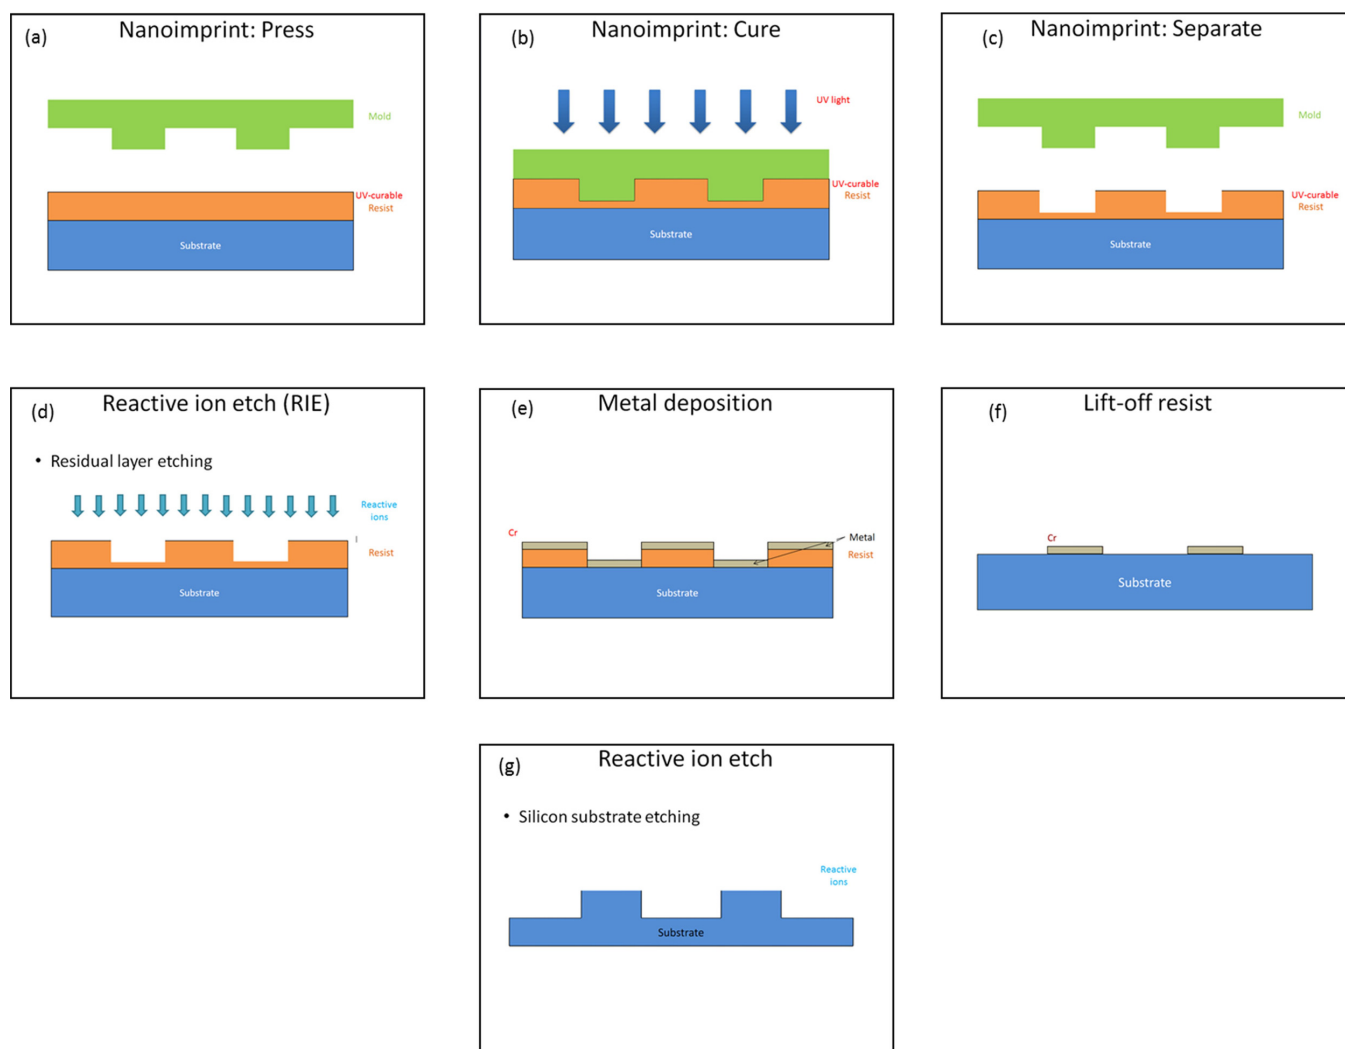 (a)
Nanoimprint: Press
Mold
UV-curable
Resist
Substrate
(b)
Nanoimprint: Cure
UV light
UV-curable
Resist
Substrate
(c)
Nanoimprint: Separate
Mold
UV-curable
Resist
Substrate
(d)
Reactive ion etch (RIE)
• Residual layer etching
Reactive
ions
Resist
Substrate
(e)
Metal deposition
Cr
Metal
Resist
Substrate
(f)
Lift-off resist
Cr
Substrate
(g)
Reactive ion etch
• Silicon substrate etching
Reactive
ions
Substrate